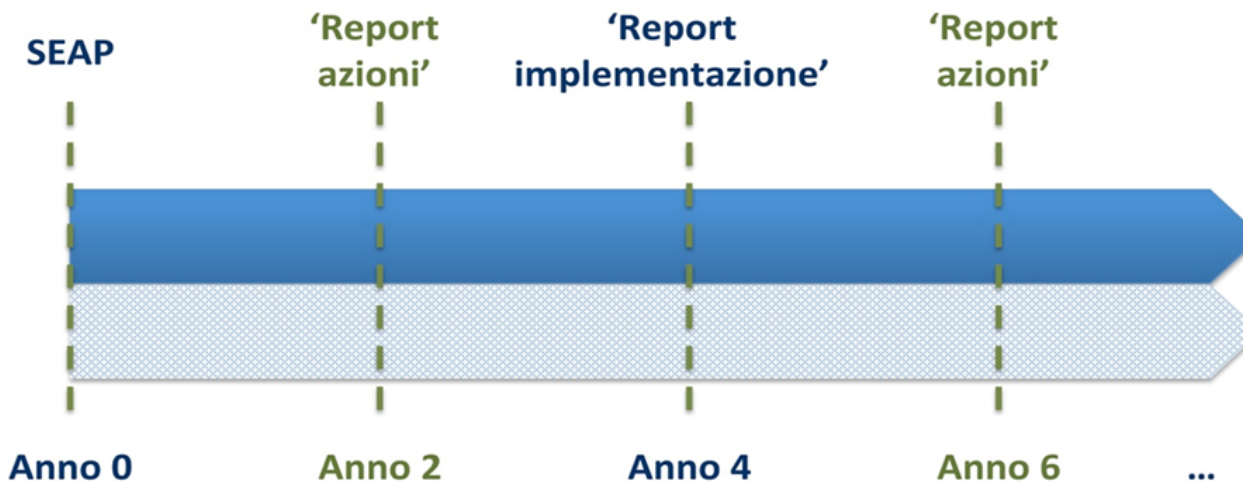 SEAP
‘Report
azioni’
‘Report
implementazione’
‘Report
azioni’
Anno 0
Anno 2
Anno 4
Anno 6
...